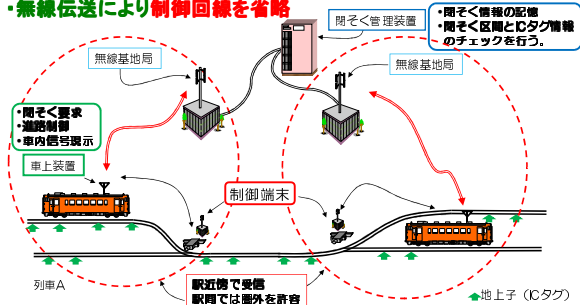 ・無線伝送により制御回線を省略
閉そく管理装置
・閉そく情報の記憶
・閉そく区間とICタグ情報
のチェックを行う。
無線基地局
無線基地局
・閉そく要求
・進路制御
・車内信号現示
車上装置
制御端末
列車A
駅近傍で受信
駅間では圏外を許容
地上子（ICタグ）